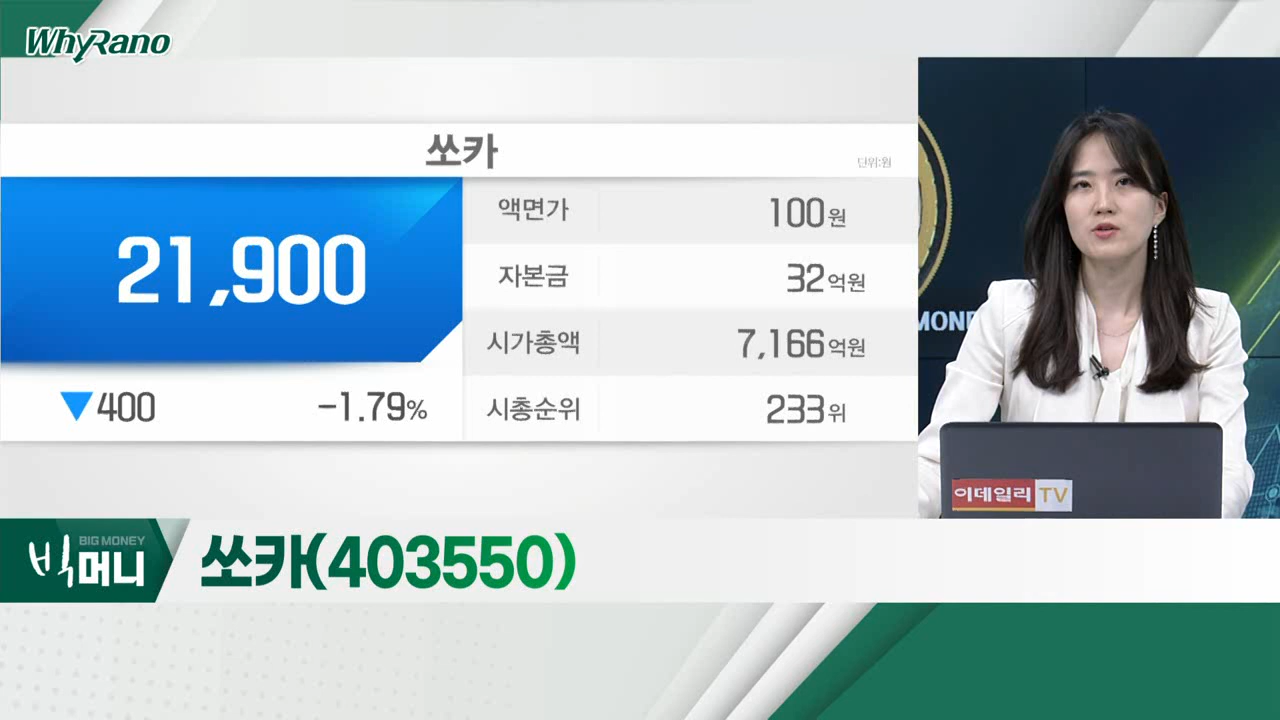 WhyRano
쏘카
단위:원
21,900
▼400 -1.79%
액면가 100원
자본금 32억원
시가총액 7,166억원
시총순위 233위
MONE
이데일리TV
BIG MONEY
빅머니
쏘카(403550)